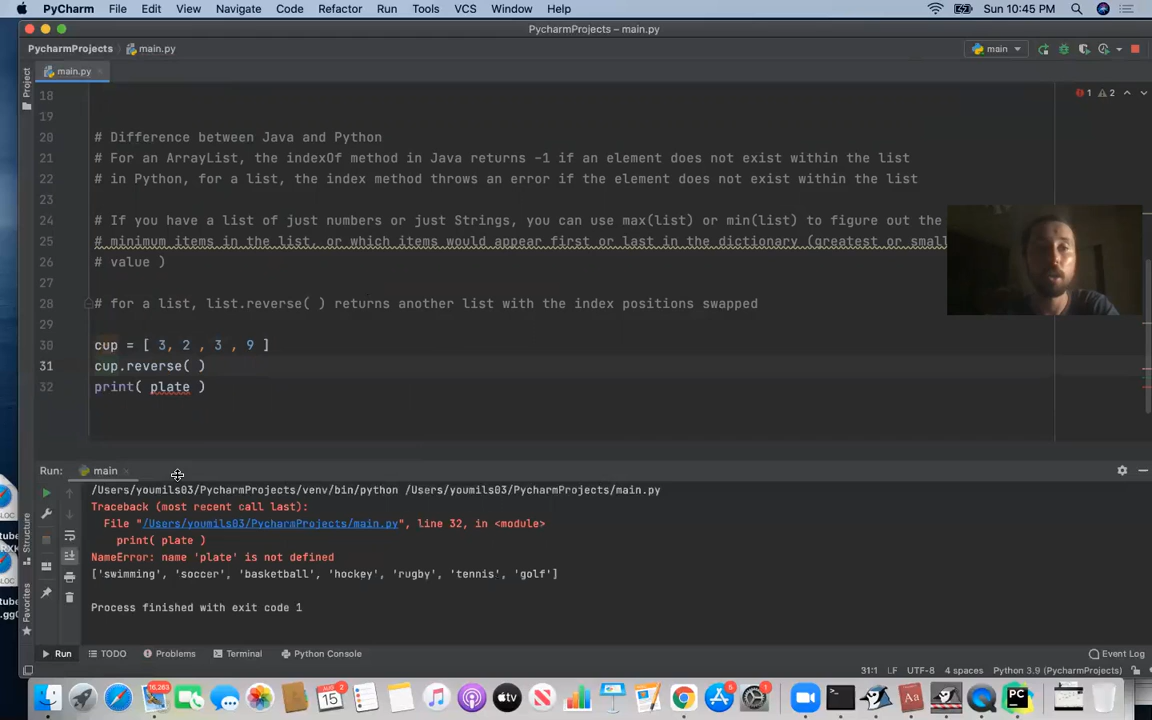 PyCharm File Edit View Navigate Code Refactor Run Tools VCS Window Help Sun 10:45 PM
PycharmProjects – main.py
PycharmProjects main.py main
main.py
Project
1 2
18
19
20 # Difference between Java and Python
21 # For an ArrayList, the indexOf method in Java returns -1 if an element does not exist within the list
22 # in Python, for a list, the index method throws an error if the element does not exist within the list
23
24 # If you have a list of just numbers or just Strings, you can use max(list) or min(list) to figure out the
25 # minimum items in the list, or which items would appear first or last in the dictionary (greatest or small
26 # value )
27
28 # for a list, list.reverse( ) returns another list with the index positions swapped
29
30 cup = [ 3, 2 , 3 , 9 ]
31 cup.reverse( )
32 print( plate )
Run: main
/Users/youmils03/PycharmProjects/venv/bin/python /Users/youmils03/PycharmProjects/main.py
Traceback (most recent call last):
File "/Users/youmils03/PycharmProjects/main.py", line 32, in <module>
print( plate )
NameError: name 'plate' is not defined
['swimming', 'soccer', 'basketball', 'hockey', 'rugby', 'tennis', 'golf']
Process finished with exit code 1
Structure
Favorites
Run TODO Problems Terminal Python Console Event Log
31:1 LF UTF-8 4 spaces Python 3.9 (PycharmProjects)